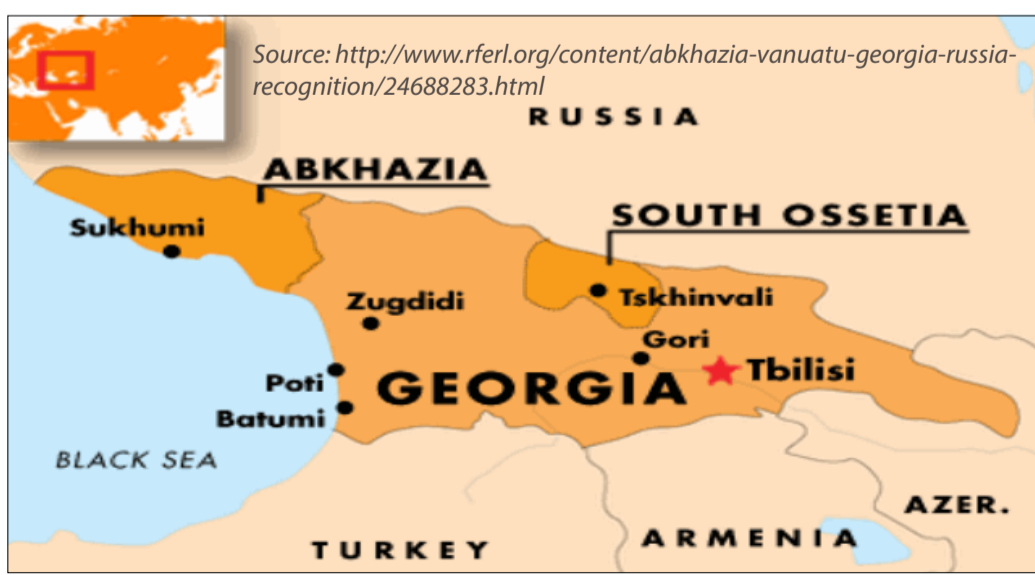 Source: http://www.rferl.org/content/abkhazia-vanuatu-georgia-russia-
recognition/24688283.html
RUSSIA
ABKHAZIA
SOUTH OSSETIA
Sukhumi
Tskhinvali
Zugdidi
Gori
Tbilisi
Poti
GEORGIA
Batumi
BLACK SEA
AZER.
ARMENIA
TURKEY